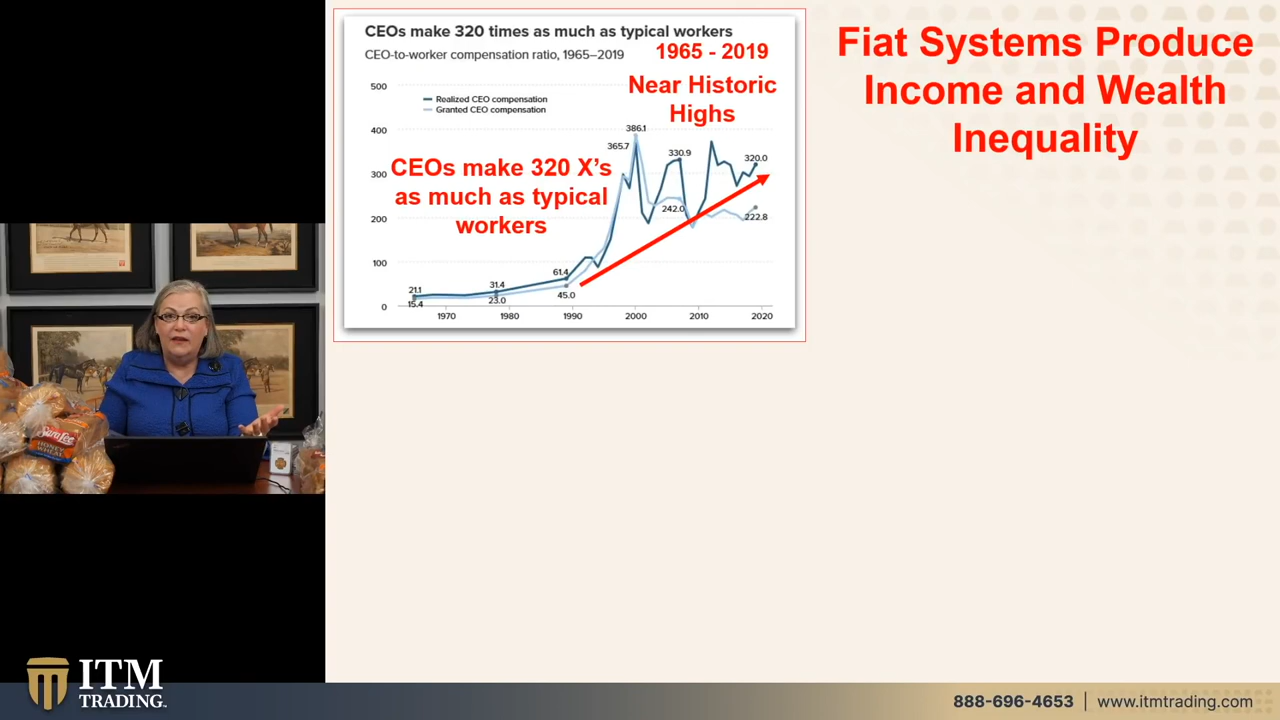 CEOs make 320 times as much as typical workers
CEO-to-worker compensation ratio, 1965–2019
1965 - 2019
Near Historic
Highs
500
400
300
200
100
0
Realized CEO compensation
Granted CEO compensation
CEOs make 320 X’s
as much as typical
workers
386.1
365.7
330.9
320.0
242.0
222.8
61.4
45.0
31.4
23.0
21.1
15.4
1970
1980
1990
2000
2010
2020
Fiat Systems Produce
Income and Wealth
Inequality
Sara Lee
HONEY
WHEAT
ITM
TRADING
888-696-4653 | www.itmtrading.com